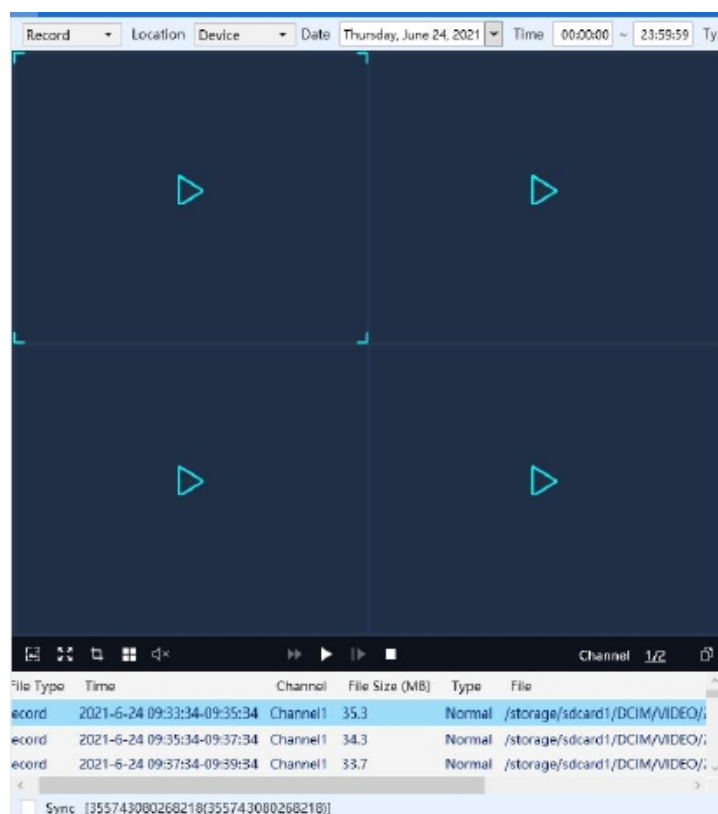 Record Location Device Date Thursday, June 24, 2021 Time 00:00:00 ~ 23:59:59 Ty
Channel 1/2
File Type Time Channel File Size (MB) Type File
ecord 2021-6-24 09:33:34-09:35:34 Channel1 35.3 Normal /storage/sdcard1/DCIM/VIDEO/
ecord 2021-6-24 09:35:34-09:37:34 Channel1 34.3 Normal /storage/sdcard1/DCIM/VIDEO/
ecord 2021-6-24 09:37:34-09:39:34 Channel1 33.7 Normal /storage/sdcard1/DCIM/VIDEO/
Sync [355743080268218(355743080268218)]